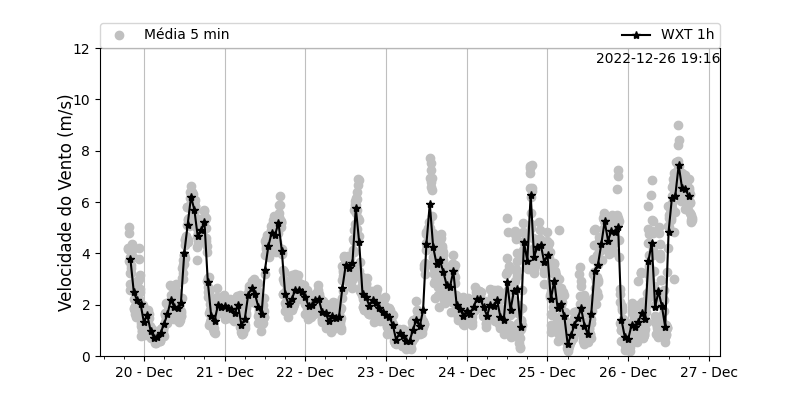 Média 5 min
WXT 1h
2022-12-26 19:16
Velocidade do Vento (m/s)
12
10
8
6
4
2
0
20 - Dec
21 - Dec
22 - Dec
23 - Dec
24 - Dec
25 - Dec
26 - Dec
27 - Dec